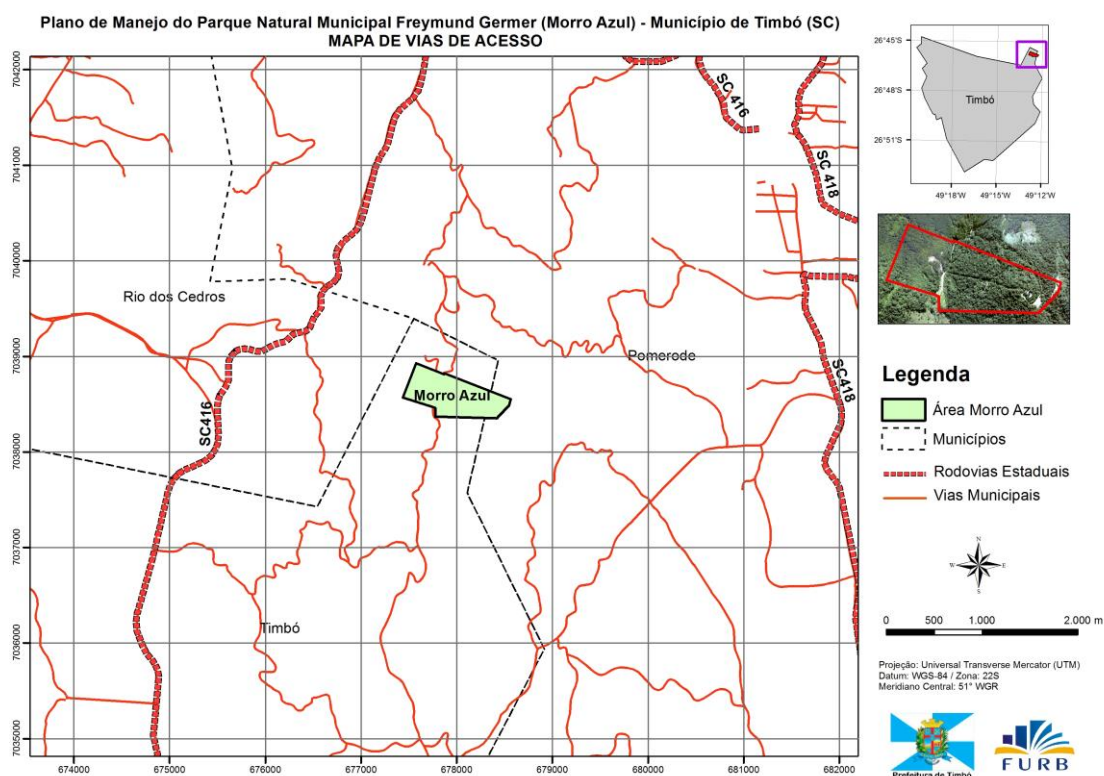 Plano de Manejo do Parque Natural Municipal Freymund Germer (Morro Azul) - Município de Timbó (SC)
MAPA DE VIAS DE ACESSO
7042000
7041000
7040000
7039000
7038000
7037000
7036000
7035000
674000
675000
676000
677000
678000
679000
680000
681000
682000
SC 416
SC 418
Rio dos Cedros
Pomerode
Morro Azul
SC416
SC418
Timbó
26°45'S
26°48'S
26°51'S
Timbó
49°18'W
49°15'W
49°12'W
Legenda
Área Morro Azul
Municípios
Rodovias Estaduais
Vias Municipais
N
W
E
S
0 500 1.000 2.000 m
Projeção: Universal Transverse Mercator (UTM)
Datum: WGS-84 / Zona: 22S
Meridiano Central: 51° WGR
Prefeitura de Timbó
FURB